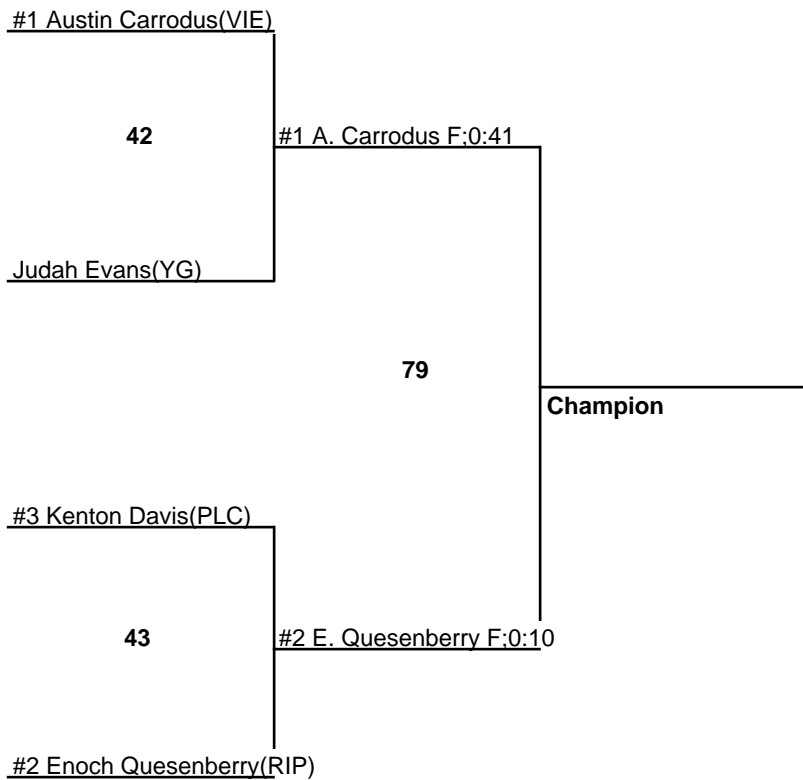 #1 Austin Carrodus(VIE)
42
#1 A. Carrodus F;0:41
Judah Evans(YG)
79
Champion
#3 Kenton Davis(PLC)
43
#2 E. Quesenberry F;0:10
#2 Enoch Quesenberry(RIP)